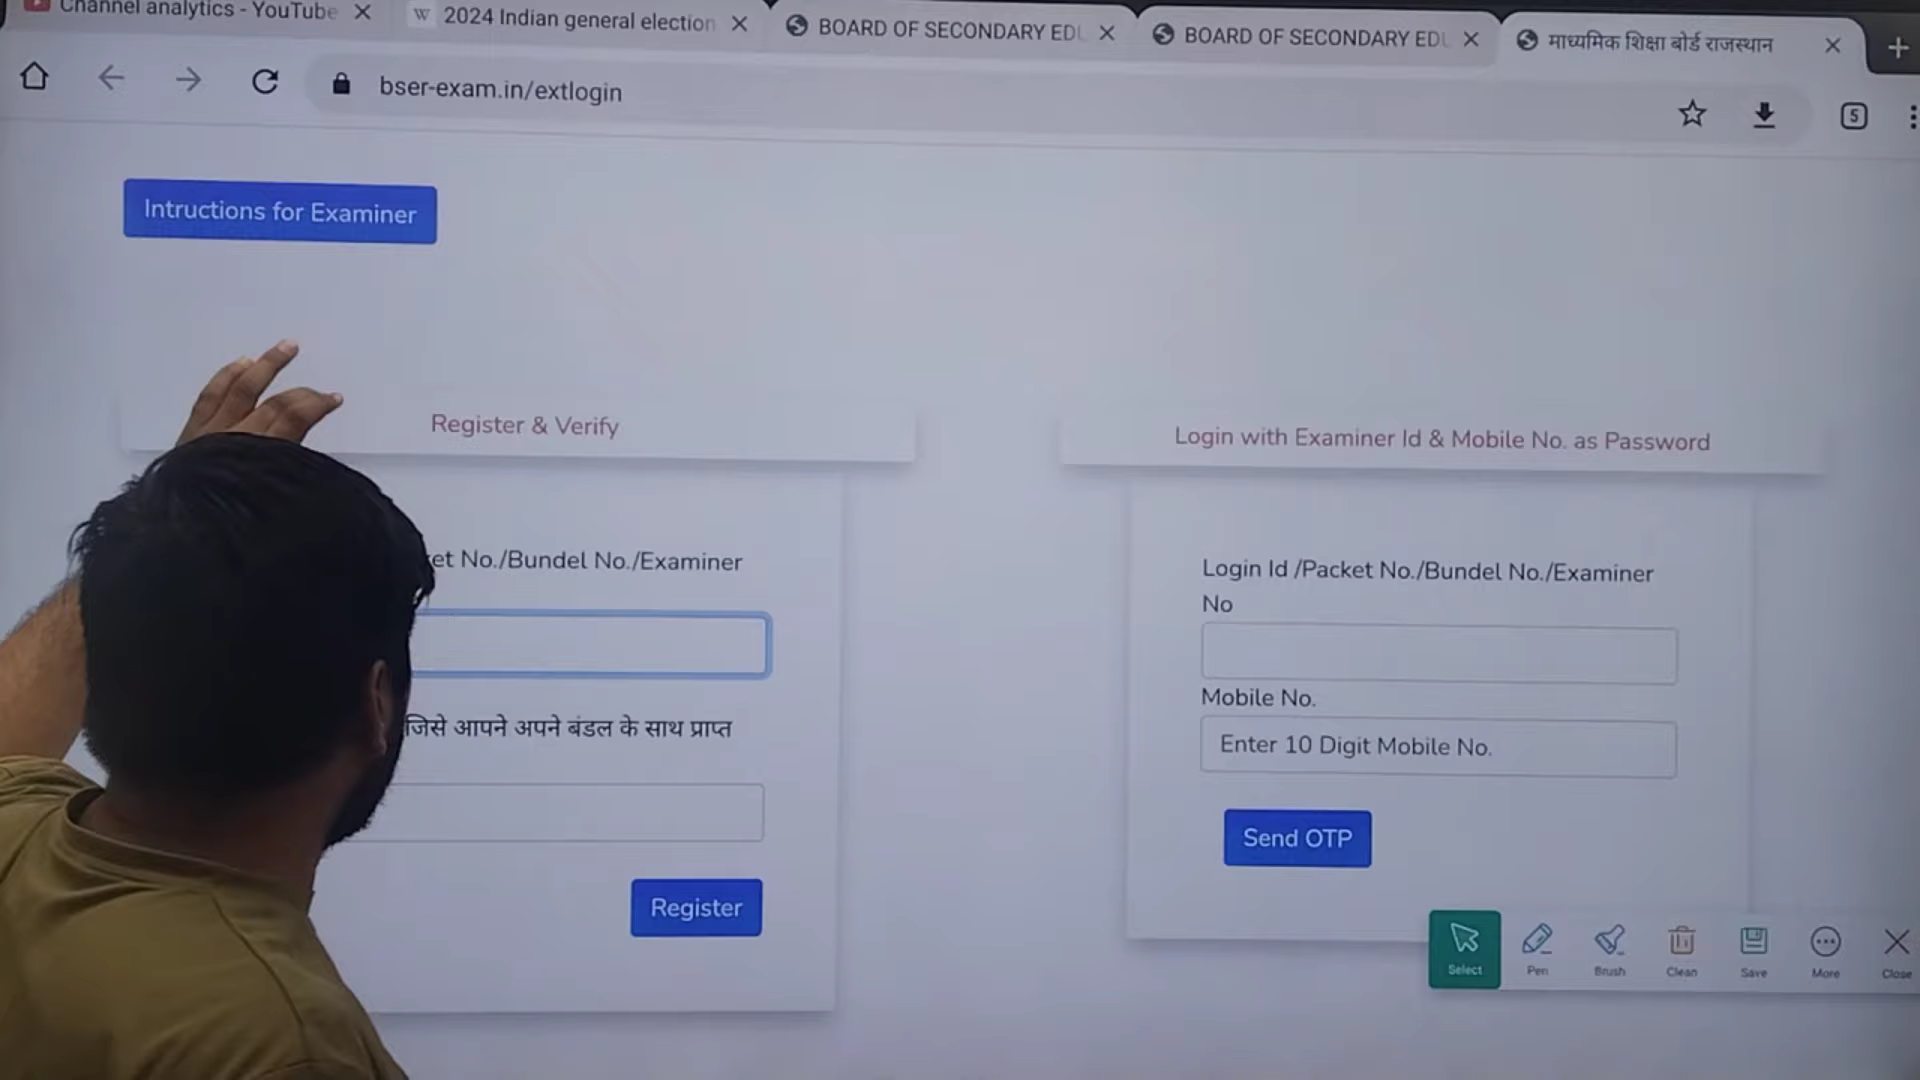 Channel analytics - YouTube
2024 Indian general election
BOARD OF SECONDARY EDU
BOARD OF SECONDARY EDU
माध्यमिक शिक्षा बोर्ड राजस्थान
bser-exam.in/extlogin
5
Intructions for Examiner
Register & Verify
et No./Bundel No./Examiner
जिसे आपने अपने बंडल के साथ प्राप्त
Register
Login with Examiner Id & Mobile No. as Password
Login Id /Packet No./Bundel No./Examiner
No
Mobile No.
Enter 10 Digit Mobile No.
Send OTP
Select
Pen
Brush
Clean
Save
More
Close